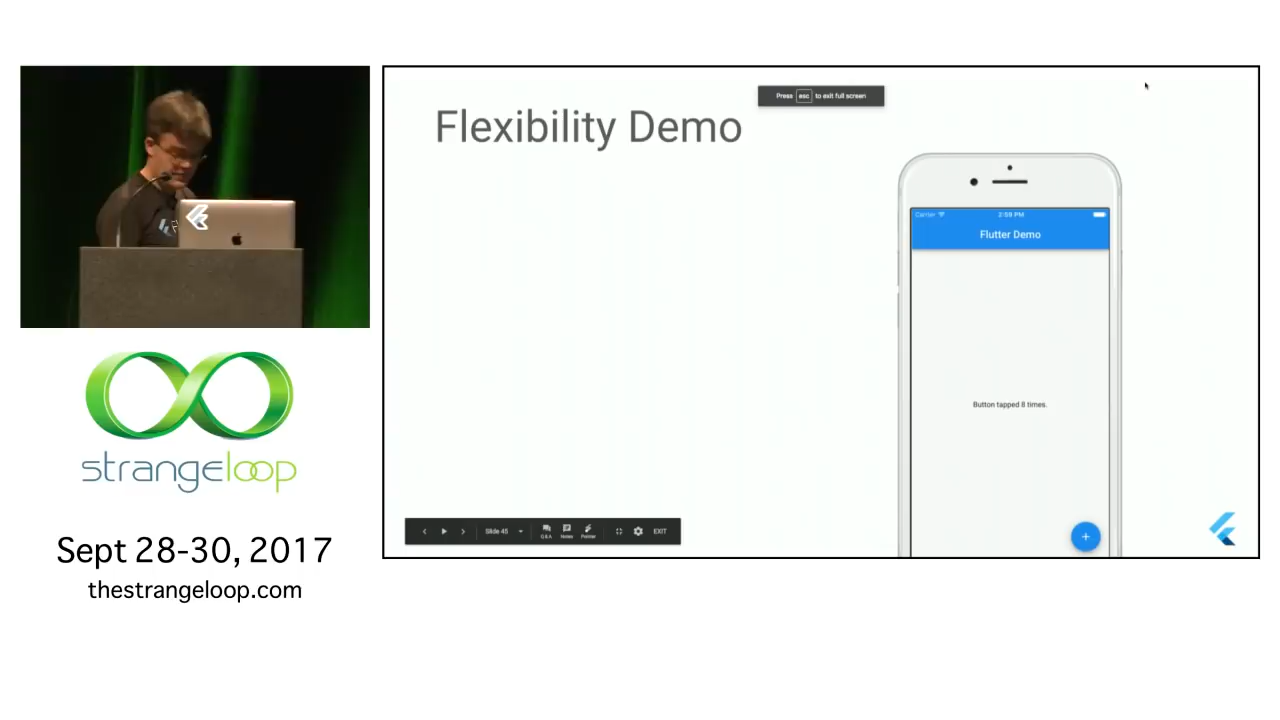 Press esc to exit full screen
Flexibility Demo
Carrier
2:59 PM
Flutter Demo
Button tapped 8 times.
+
Slide 45
Q&A
Notes
Pointer
EXIT
strangeloop
Sept 28-30, 2017
thestrangeloop.com